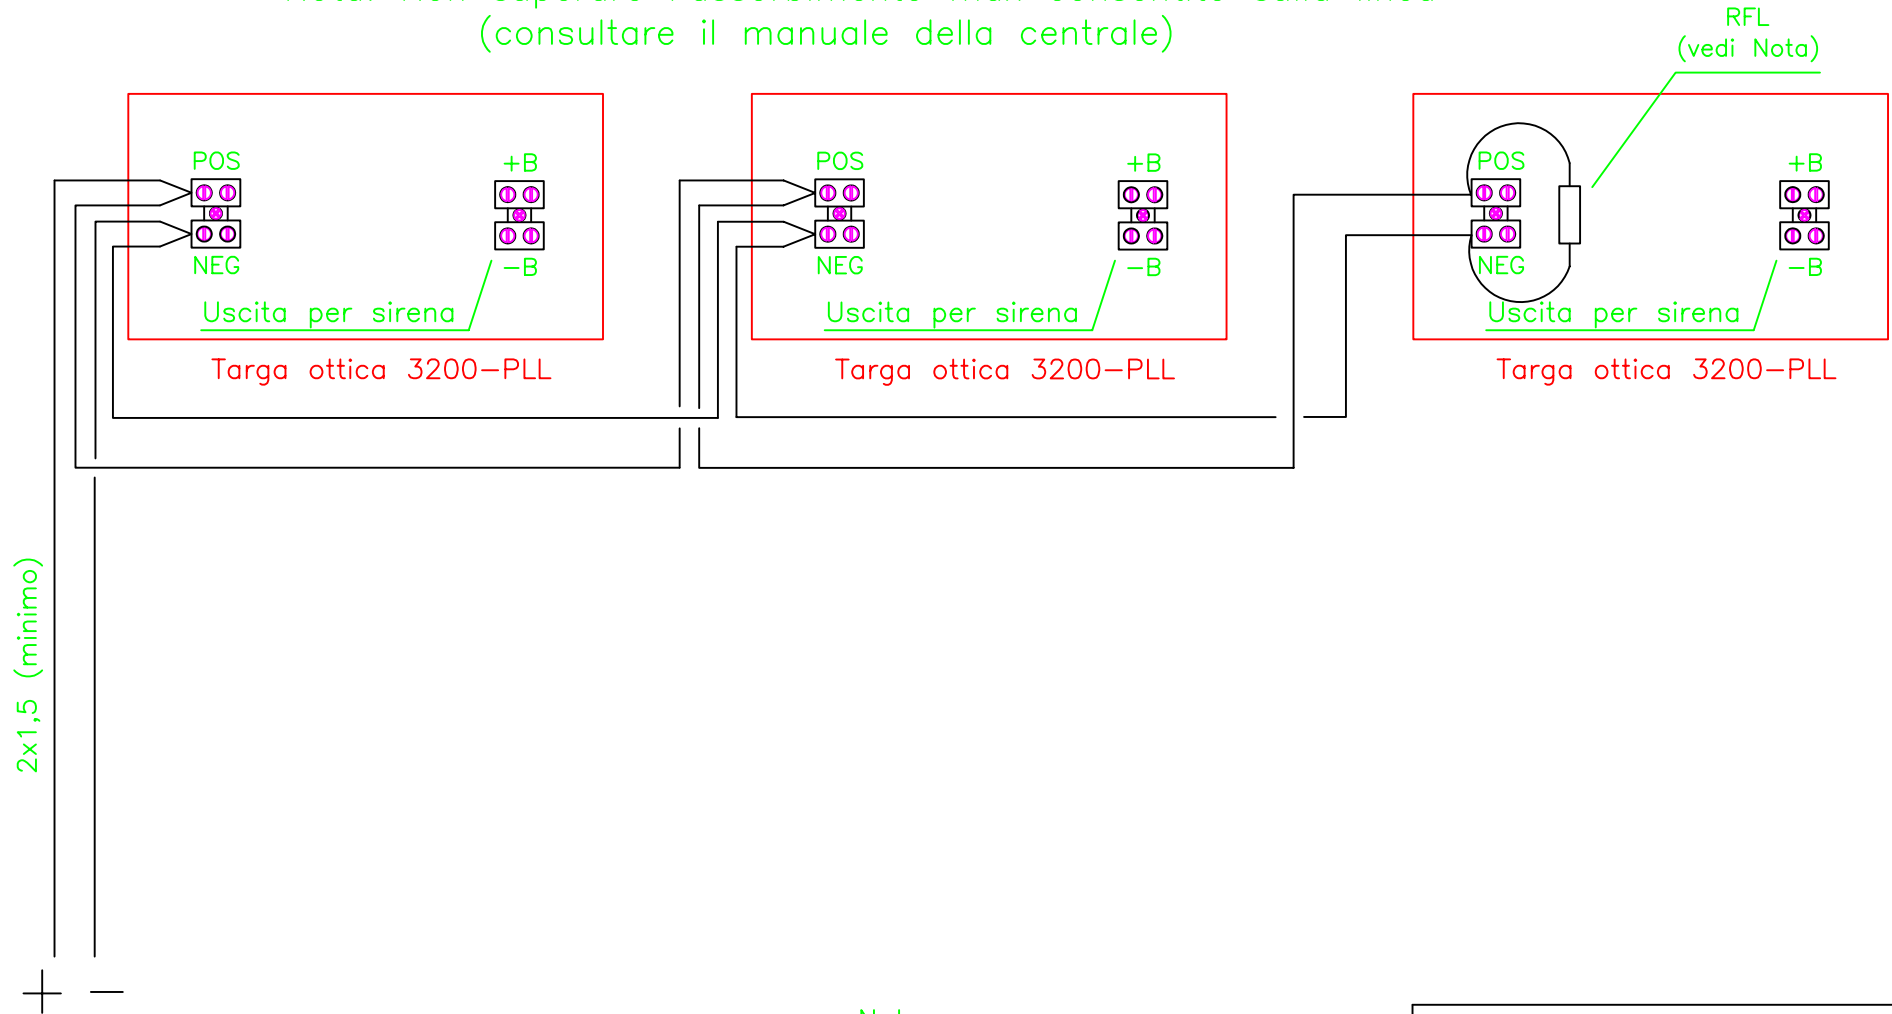 (consultare il manuale della centrale)
RFL
(vedi Nota)
POS
+B
NEG
-B
Uscita per sirena
Targa ottica 3200-PLL
POS
+B
NEG
-B
Uscita per sirena
Targa ottica 3200-PLL
POS
+B
NEG
-B
Uscita per sirena
Targa ottica 3200-PLL
2x1,5 (minimo)
+ −